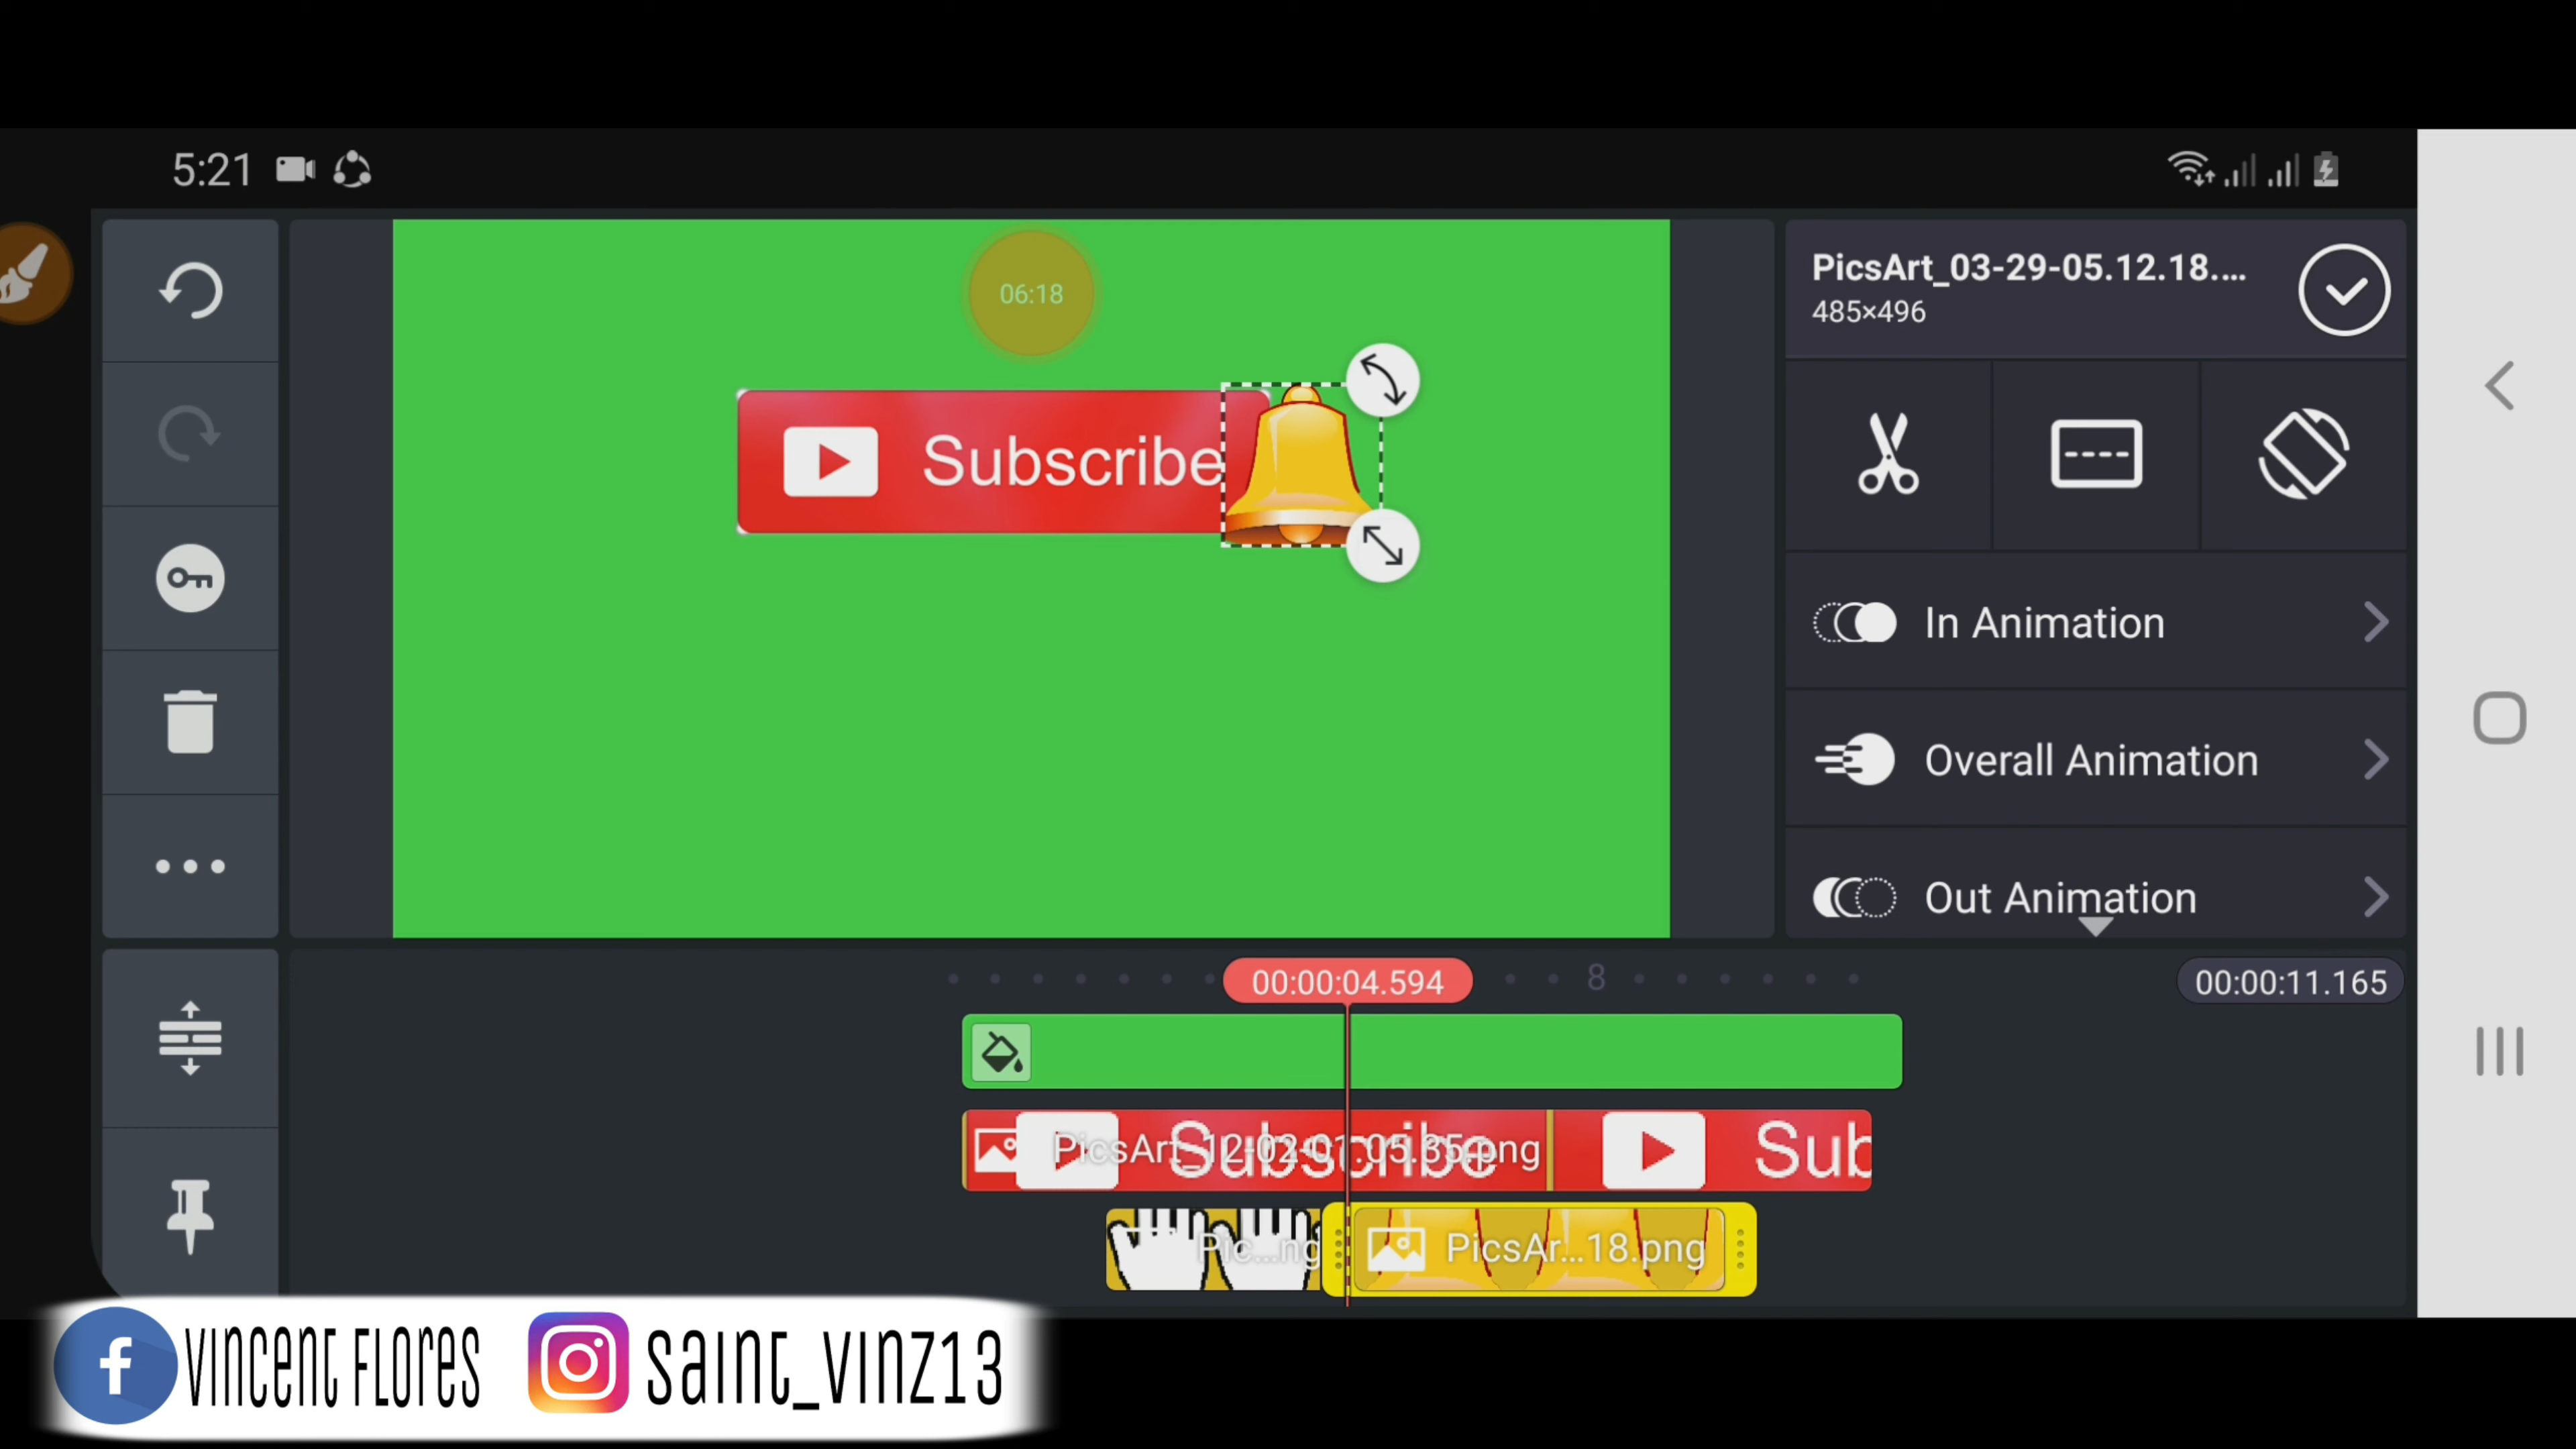 5:21
06:18
Subscribe
PicsArt_03-29-05.12.18....
485×496
In Animation
Overall Animation
Out Animation
00:00:04.594
8
00:00:11.165
PicsArt_12-02-01.05.35.png
Subscribe
Sub
Pic...ng
PicsAr...18.png
VINCENT FLORES
SAINT_VINZ13